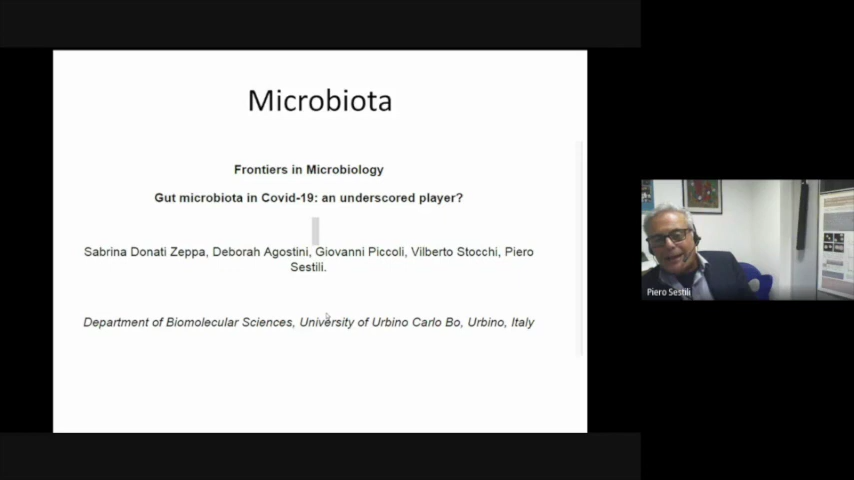 Microbiota
Frontiers in Microbiology
Gut microbiota in Covid-19: an underscored player?
Sabrina Donati Zeppa, Deborah Agostini, Giovanni Piccoli, Vilberto Stocchi, Piero
Sestili.
Department of Biomolecular Sciences, University of Urbino Carlo Bo, Urbino, Italy
Piero Sestili